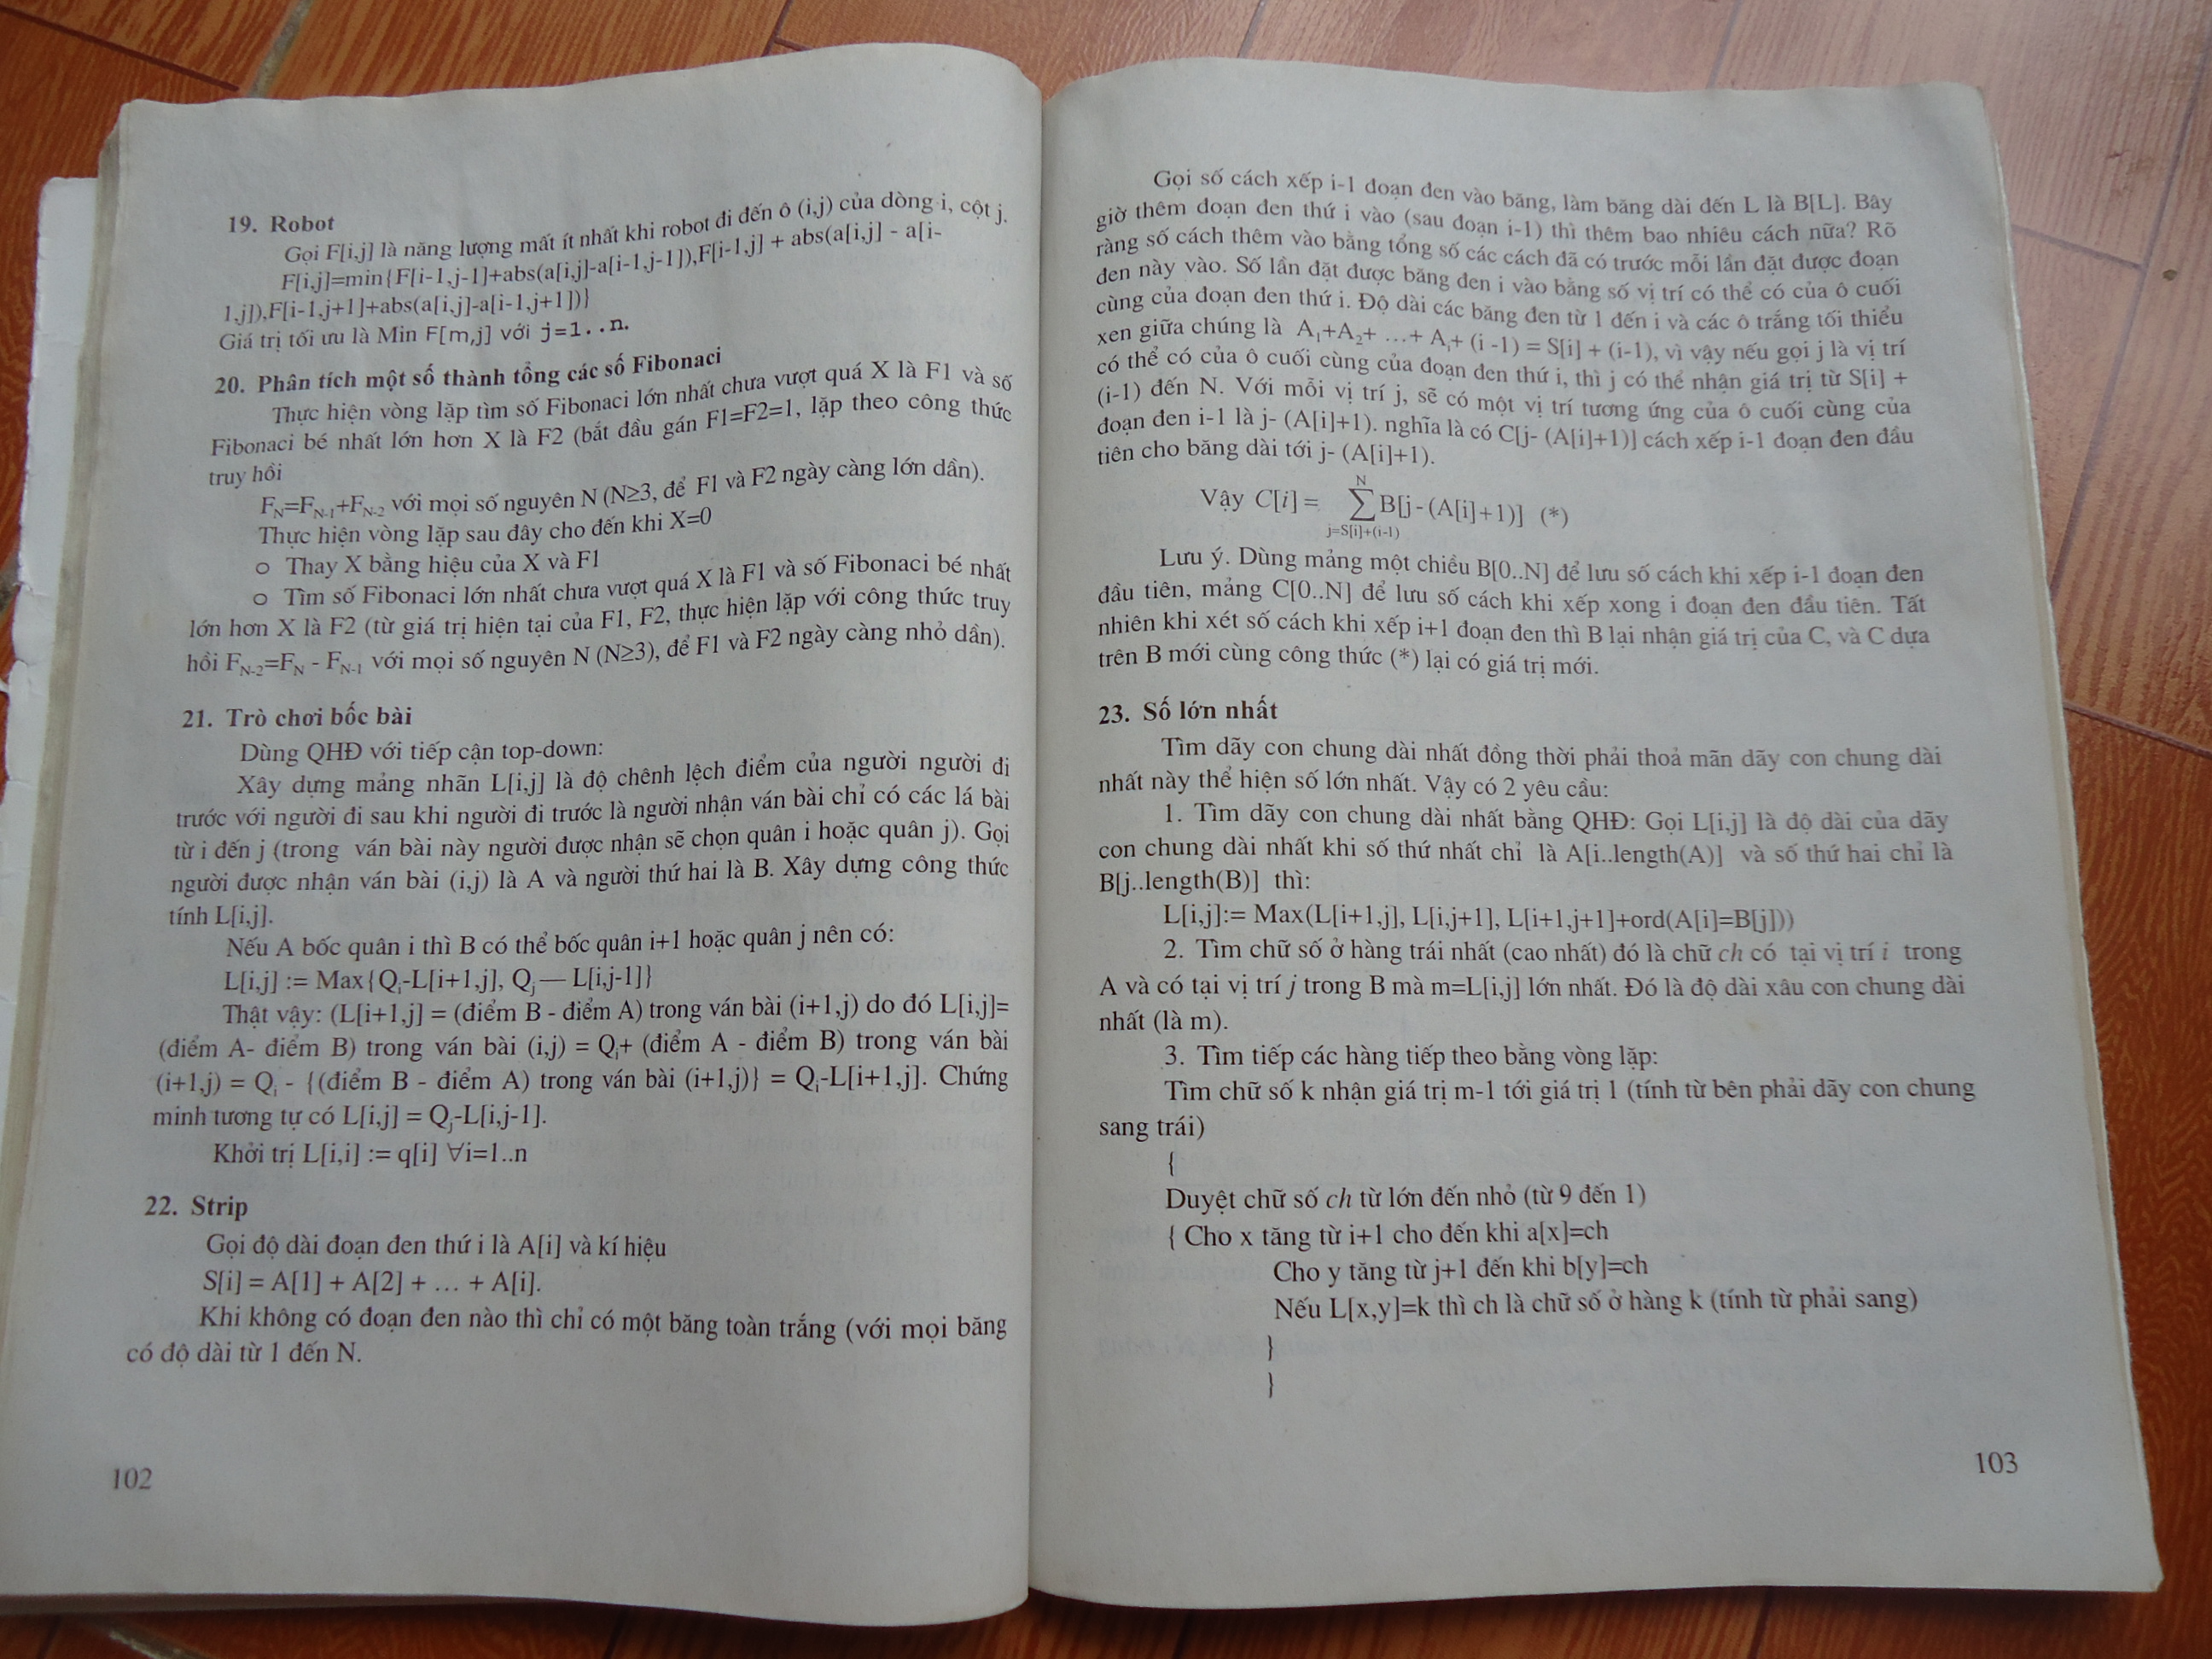 19. Robot
Gọi F[i,j] là năng lượng mất ít nhất khi robot đi đến ô (i,j) của dòng i, cột j.
F[i,j]=min{F[i-1,j-1]+abs(a[i,j]-a[i-1,j-1]),F[i-1,j] + abs(a[i,j] - a[i-
1,j]),F[i-1,j+1]+abs(a[i,j]-a[i-1,j+1])}
Giá trị tối ưu là Min F[m,j] với j=1..n.
20. Phân tích một số thành tổng các số Fibonaci
Thực hiện vòng lặp tìm số Fibonaci lớn nhất chưa vượt quá X là F1 và số
Fibonaci bé nhất lớn hơn X là F2 (bắt đầu gán F1=F2=1, lặp theo công thức
truy hồi
F_N=F_{N-1}+F_{N-2} với mọi số nguyên N (N≥3, để F1 và F2 ngày càng lớn dần).
Thực hiện vòng lặp sau đây cho đến khi X=0
○ Thay X bằng hiệu của X và F1
○ Tìm số Fibonaci lớn nhất chưa vượt quá X là F1 và số Fibonaci bé nhất
lớn hơn X là F2 (từ giá trị hiện tại của F1, F2, thực hiện lặp với công thức truy
hồi F_{N-2}=F_N - F_{N-1} với mọi số nguyên N (N≥3), để F1 và F2 ngày càng nhỏ dần).
21. Trò chơi bốc bài
Dùng QHĐ với tiếp cận top-down:
Xây dựng mảng nhãn L[i,j] là độ chênh lệch điểm của người người đi
trước với người đi sau khi người đi trước là người nhận ván bài chỉ có các lá bài
từ i đến j (trong ván bài này người được nhận sẽ chọn quân i hoặc quân j). Gọi
người được nhận ván bài (i,j) là A và người thứ hai là B. Xây dựng công thức
tính L[i,j].
Nếu A bốc quân i thì B có thể bốc quân i+1 hoặc quân j nên có:
L[i,j] := Max{Q_i-L[i+1,j], Q_j — L[i,j-1]}
Thật vậy: (L[i+1,j] = (điểm B - điểm A) trong ván bài (i+1,j) do đó L[i,j]=
(điểm A- điểm B) trong ván bài (i,j) = Q_i+ (điểm A - điểm B) trong ván bài
(i+1,j) = Q_i - {(điểm B - điểm A) trong ván bài (i+1,j)} = Q_i-L[i+1,j]. Chứng
minh tương tự có L[i,j] = Q_j-L[i,j-1].
Khởi trị L[i,i] := q[i] ∀i=1..n
22. Strip
Gọi độ dài đoạn đen thứ i là A[i] và kí hiệu
S[i] = A[1] + A[2] + … + A[i].
Khi không có đoạn đen nào thì chỉ có một băng toàn trắng (với mọi băng
có độ dài từ 1 đến N.
102
Gọi số cách xếp i-1 đoạn đen vào băng, làm băng dài đến L là B[L]. Bây
giờ thêm đoạn đen thứ i vào (sau đoạn i-1) thì thêm bao nhiêu cách nữa? Rõ
ràng số cách thêm vào bằng tổng số các cách đã có trước mỗi lần đặt được đoạn
đen này vào. Số lần đặt được băng đen i vào bằng số vị trí có thể có của ô cuối
cùng của đoạn đen thứ i. Độ dài các băng đen từ 1 đến i và các ô trắng tối thiểu
xen giữa chúng là A_1+A_2+ …+ A_i+ (i -1) = S[i] + (i-1), vì vậy nếu gọi j là vị trí
có thể có của ô cuối cùng của đoạn đen thứ i, thì j có thể nhận giá trị từ S[i] +
(i-1) đến N. Với mỗi vị trí j, sẽ có một vị trí tương ứng của ô cuối cùng của
đoạn đen i-1 là j- (A[i]+1). nghĩa là có C[j- (A[i]+1)] cách xếp i-1 đoạn đen đầu
tiên cho băng dài tới j- (A[i]+1).
Vậy C[i] = ∑_{j=S[i]+(i-1)}^{N} B[j-(A[i]+1)] (*)
Lưu ý. Dùng mảng một chiều B[0..N] để lưu số cách khi xếp i-1 đoạn đen
đầu tiên, mảng C[0..N] để lưu số cách khi xếp xong i đoạn đen đầu tiên. Tất
nhiên khi xét số cách khi xếp i+1 đoạn đen thì B lại nhận giá trị của C, và C dựa
trên B mới cùng công thức (*) lại có giá trị mới.
23. Số lớn nhất
Tìm dãy con chung dài nhất đồng thời phải thoả mãn dãy con chung dài
nhất này thể hiện số lớn nhất. Vậy có 2 yêu cầu:
1. Tìm dãy con chung dài nhất bằng QHĐ: Gọi L[i,j] là độ dài của dãy
con chung dài nhất khi số thứ nhất chỉ là A[i..length(A)] và số thứ hai chỉ là
B[j..length(B)] thì:
L[i,j]:= Max(L[i+1,j], L[i,j+1], L[i+1,j+1]+ord(A[i]=B[j]))
2. Tìm chữ số ở hàng trái nhất (cao nhất) đó là chữ ch có tại vị trí i trong
A và có tại vị trí j trong B mà m=L[i,j] lớn nhất. Đó là độ dài xâu con chung dài
nhất (là m).
3. Tìm tiếp các hàng tiếp theo bằng vòng lặp:
Tìm chữ số k nhận giá trị m-1 tới giá trị 1 (tính từ bên phải dãy con chung
sang trái)
{
Duyệt chữ số ch từ lớn đến nhỏ (từ 9 đến 1)
{ Cho x tăng từ i+1 cho đến khi a[x]=ch
Cho y tăng từ j+1 đến khi b[y]=ch
Nếu L[x,y]=k thì ch là chữ số ở hàng k (tính từ phải sang)
}
}
103